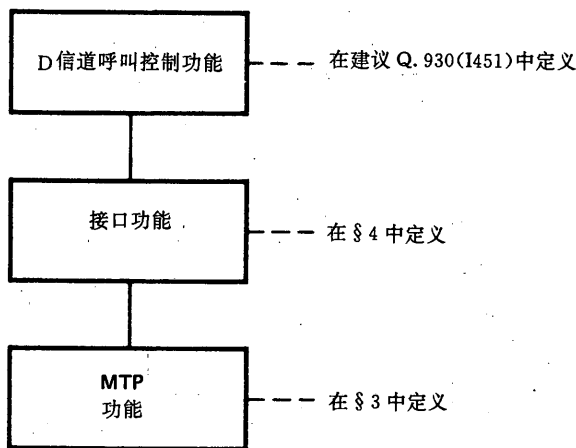 D信道呼叫控制功能
在建议 Q.930(I451)中定义
接口功能
在§4中定义
MTP
功能
在§3中定义